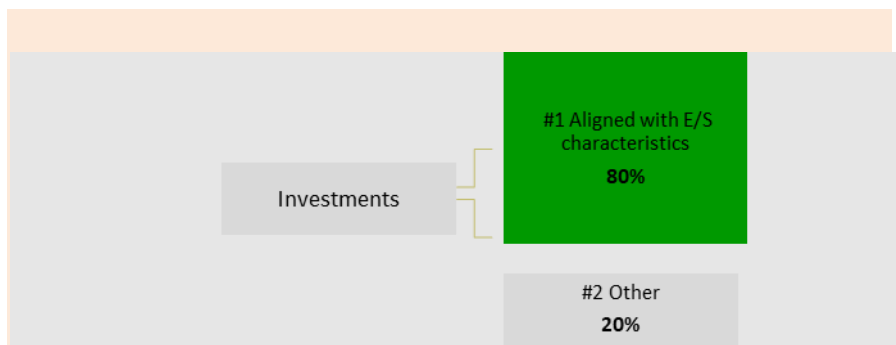 #1 Aligned with E/S
characteristics
80%
Investments
#2 Other
20%